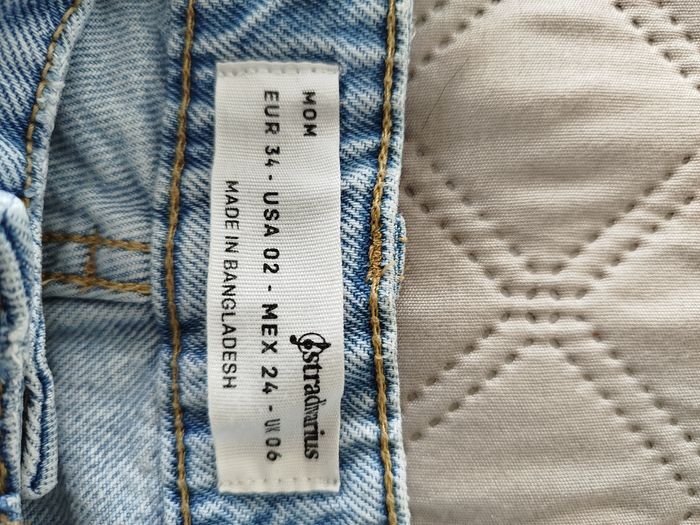 MOM stradivarius
EUR 34 - USA 02 - MEX 24 - UK 06
MADE IN BANGLADESH